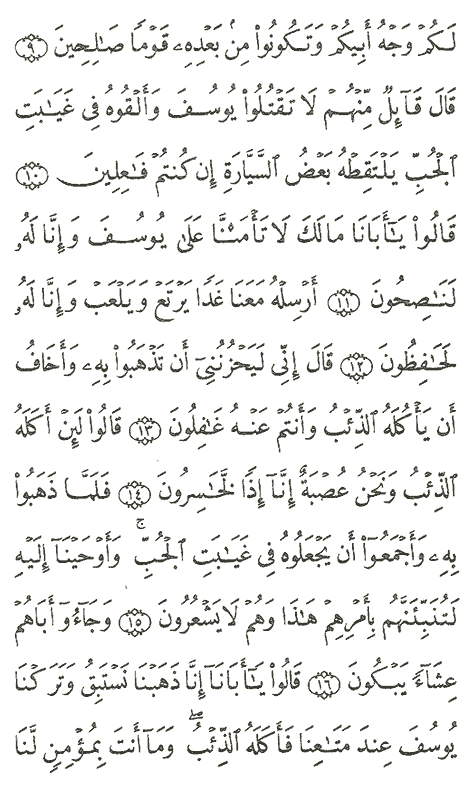 لَكُمْ وَجْهُ أَبِيكُمْ وَتَكُونُوا۟ مِنۢ بَعْدِهِۦ قَوْمًا صَـٰلِحِينَ ٩
قَالَ قَآئِلٌ مِّنْهُمْ لَا تَقْتُلُوا۟ يُوسُفَ وَأَلْقُوهُ فِى غَيَـٰبَتِ
ٱلْجُبِّ يَلْتَقِطْهُ بَعْضُ ٱلسَّيَّارَةِ إِن كُنتُمْ فَـٰعِلِينَ ١٠
قَالُوا۟ يَـٰٓأَبَانَا مَالَكَ لَا تَأْمَ۫نَّا عَلَىٰ يُوسُفَ وَإِنَّا لَهُۥ
لَنَـٰصِحُونَ ١١ أَرْسِلْهُ مَعَنَا غَدًا يَرْتَعْ وَيَلْعَبْ وَإِنَّا لَهُۥ
لَحَـٰفِظُونَ ١٢ قَالَ إِنِّى لَيَحْزُنُنِىٓ أَن تَذْهَبُوا۟ بِهِۦ وَأَخَافُ
أَن يَأْكُلَهُ ٱلذِّئْبُ وَأَنتُمْ عَنْهُ غَـٰفِلُونَ ١٣ قَالُوا۟ لَئِنْ أَكَلَهُ
ٱلذِّئْبُ وَنَحْنُ عُصْبَةٌ إِنَّآ إِذًا لَّخَـٰسِرُونَ ١٤ فَلَمَّا ذَهَبُوا۟
بِهِۦ وَأَجْمَعُوٓا۟ أَن يَجْعَلُوهُ فِى غَيَـٰبَتِ ٱلْجُبِّ ۚ وَأَوْحَيْنَآ إِلَيْهِ
لَتُنَبِّئَنَّهُم بِأَمْرِهِمْ هَـٰذَا وَهُمْ لَا يَشْعُرُونَ ١٥ وَجَآءُوٓ أَبَاهُمْ
عِشَآءً يَبْكُونَ ١٦ قَالُوا۟ يَـٰٓأَبَانَآ إِنَّا ذَهَبْنَا نَسْتَبِقُ وَتَرَكْنَا
يُوسُفَ عِندَ مَتَـٰعِنَا فَأَكَلَهُ ٱلذِّئْبُ ۖ وَمَآ أَنتَ بِمُؤْمِنٍ لَّنَا